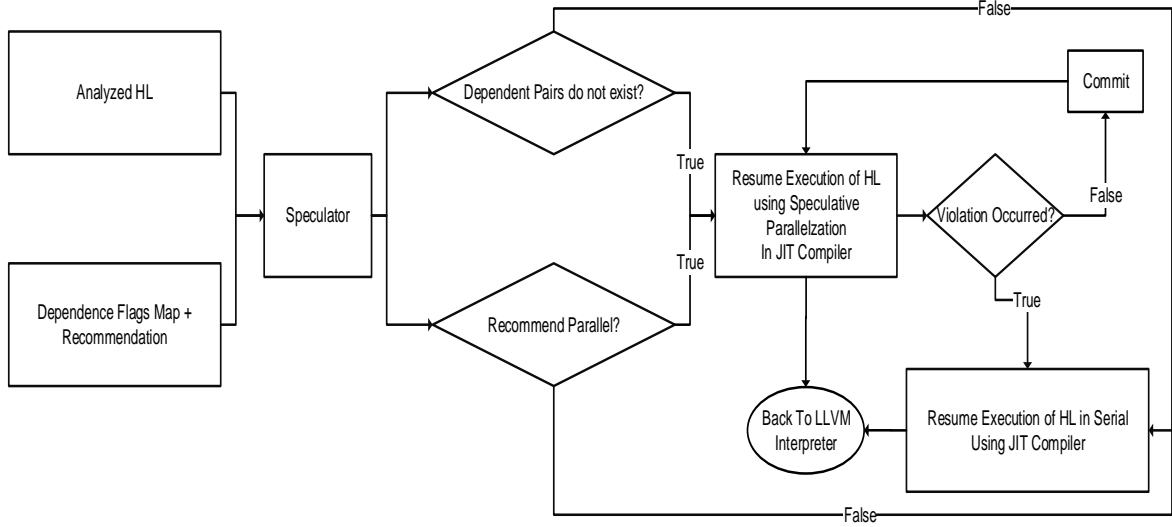 False
Analyzed HL
Dependent Pairs do not exist?
Commit
True
Speculator
Resume Execution of HL
using Speculative
Parallelzation
In JIT Compiler
Violation Occurred?
False
True
True
Dependence Flags Map +
Recommendation
Recommend Parallel?
Back To LLVM
Interpreter
Resume Execution of HL in Serial
Using JIT Compiler
False